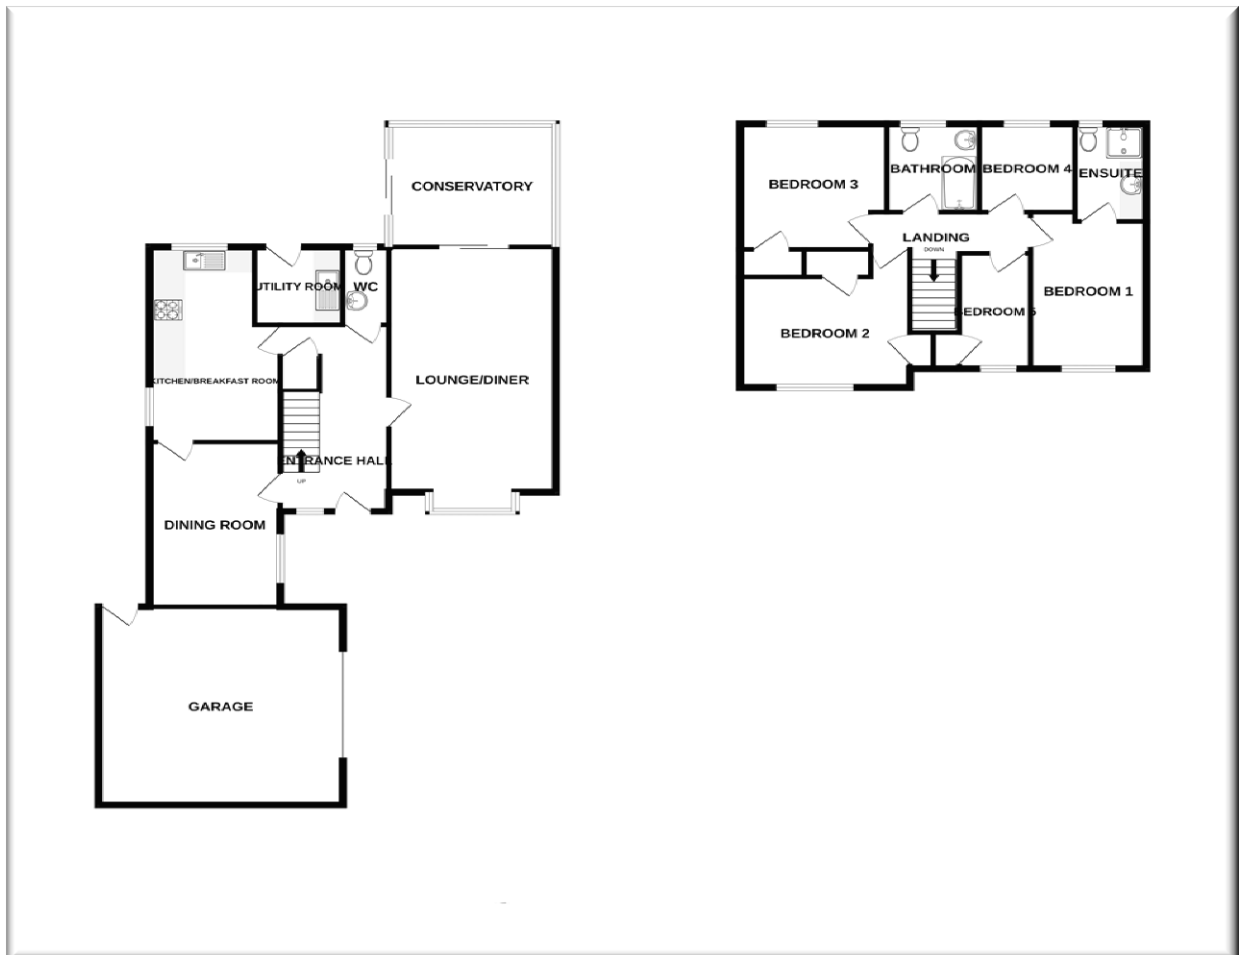 CONSERVATORY
UTILITY ROOM
WC
KITCHEN/BREAKFAST ROOM
LOUNGE/DINER
ENTRANCE HALL
UP
DINING ROOM
GARAGE
BEDROOM 3
BATHROOM
BEDROOM 4
ENSUITE
LANDING
DOWN
BEDROOM 1
BEDROOM 5
BEDROOM 2